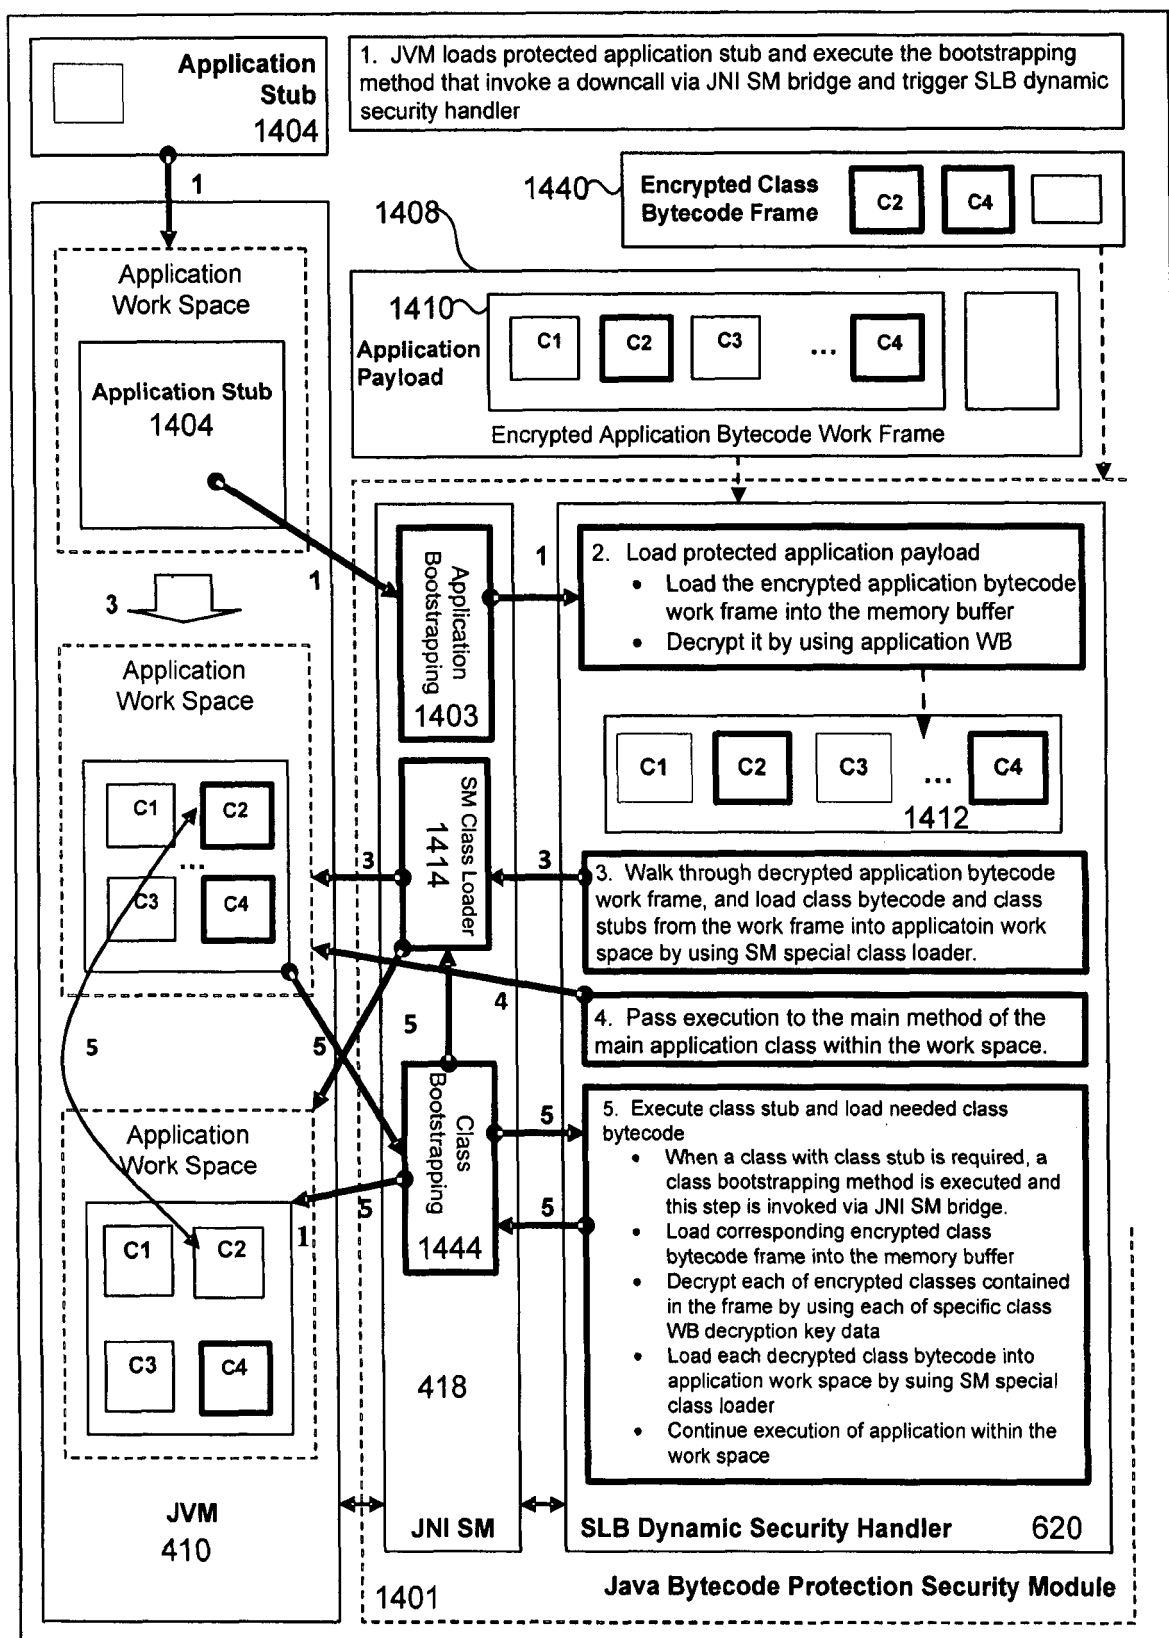 Application
Stub
1404
1. JVM loads protected application stub and execute the bootstrapping
method that invoke a downcall via JNI SM bridge and trigger SLB dynamic
security handler
1
1440
Encrypted Class
Bytecode Frame
C2
C4
1408
Application
Work Space
Application Stub
1404
1410
Application
Payload
C1
C2
C3
...
C4
Encrypted Application Bytecode Work Frame
1
3
Application
Bootstrapping
1403
1
2. Load protected application payload
• Load the encrypted application bytecode
work frame into the memory buffer
• Decrypt it by using application WB
Application
Work Space
C1
C2
...
C3
C4
C1
C2
C3
...
C4
1412
SM Class Loader
1414
3
3
3. Walk through decrypted application bytecode
work frame, and load class bytecode and class
stubs from the work frame into applicatoin work
space by using SM special class loader.
4
4. Pass execution to the main method of the
main application class within the work space.
5
5
5
Class
Bootstrapping
1444
5
5
5
5. Execute class stub and load needed class
bytecode
• When a class with class stub is required, a
class bootstrapping method is executed and
this step is invoked via JNI SM bridge.
• Load corresponding encrypted class
bytecode frame into the memory buffer
• Decrypt each of encrypted classes contained
in the frame by using each of specific class
WB decryption key data
• Load each decrypted class bytecode into
application work space by suing SM special
class loader
• Continue execution of application within the
work space
Application
Work Space
1
C1
C2
C3
C4
418
JVM
410
JNI SM
SLB Dynamic Security Handler
620
1401
Java Bytecode Protection Security Module